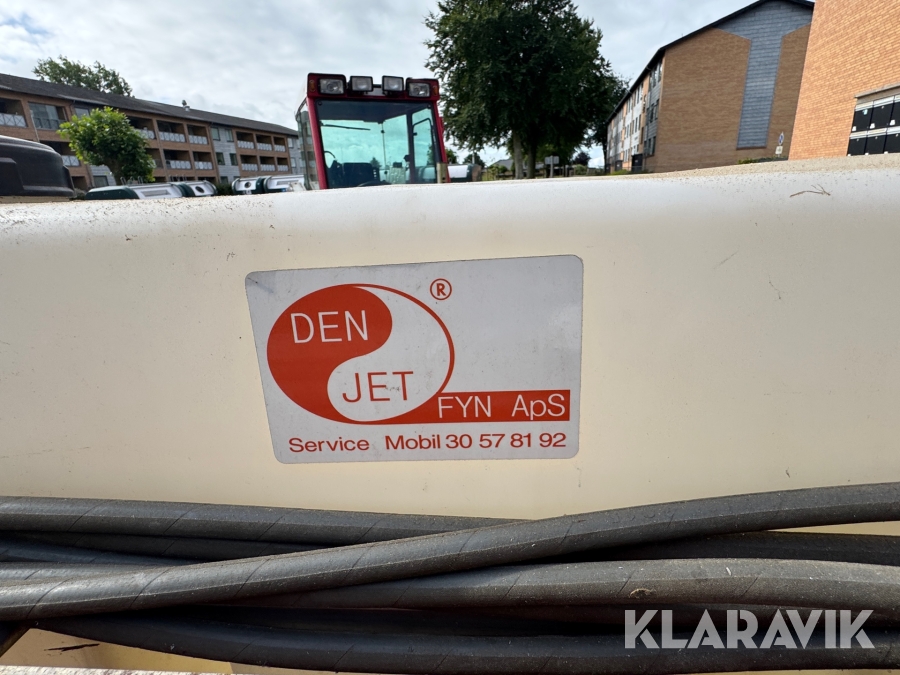 DEN ®
JET
FYN ApS
Service Mobil 30 57 81 92
KLARAVIK